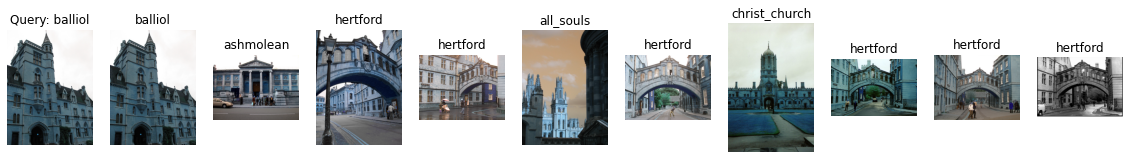 Query: balliol
balliol
ashmolean
hertford
hertford
all_souls
hertford
christ_church
hertford
hertford
hertford